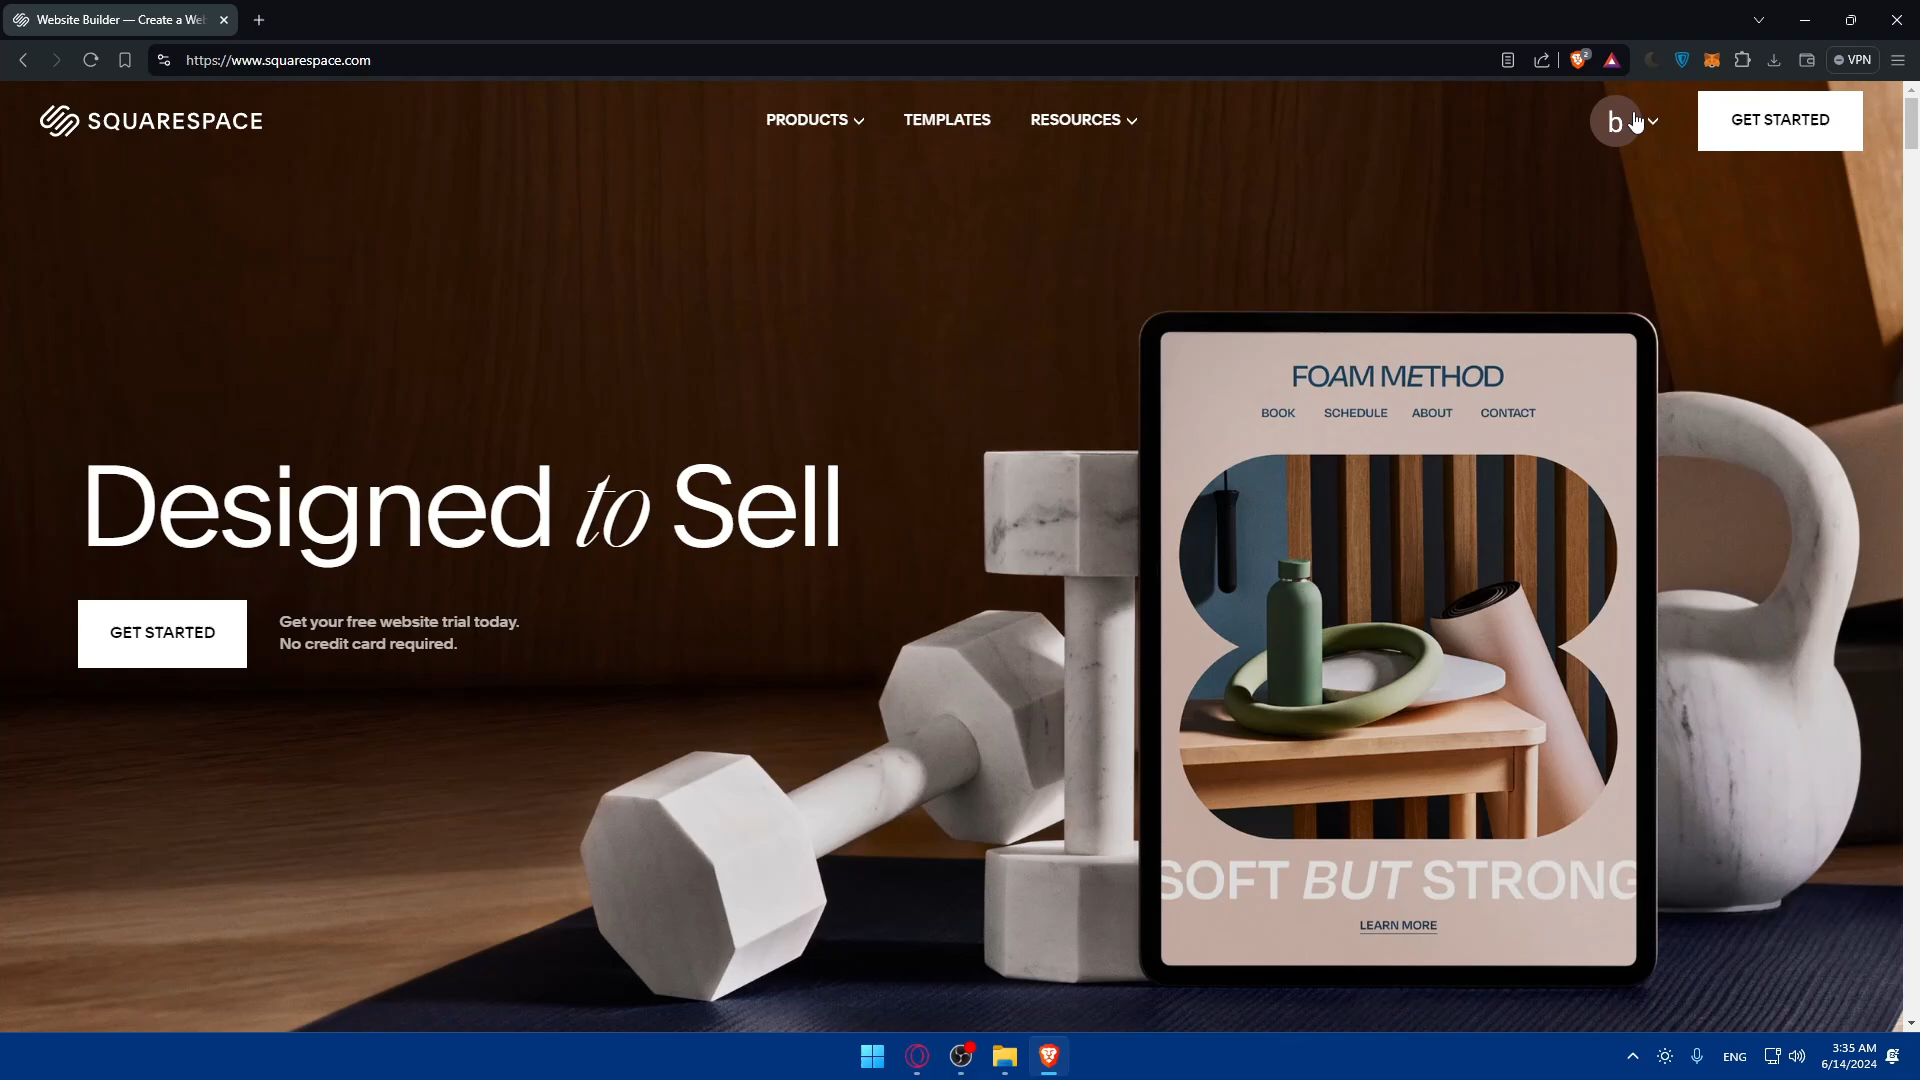 Website Builder — Create a Web
https://www.squarespace.com
2
VPN
SQUARESPACE
PRODUCTS
TEMPLATES
RESOURCES
b
GET STARTED
FOAM METHOD
BOOK SCHEDULE ABOUT CONTACT
Designed to Sell
GET STARTED
Get your free website trial today.
No credit card required.
SOFT BUT STRONG
LEARN MORE
ENG
3:35 AM
6/14/2024